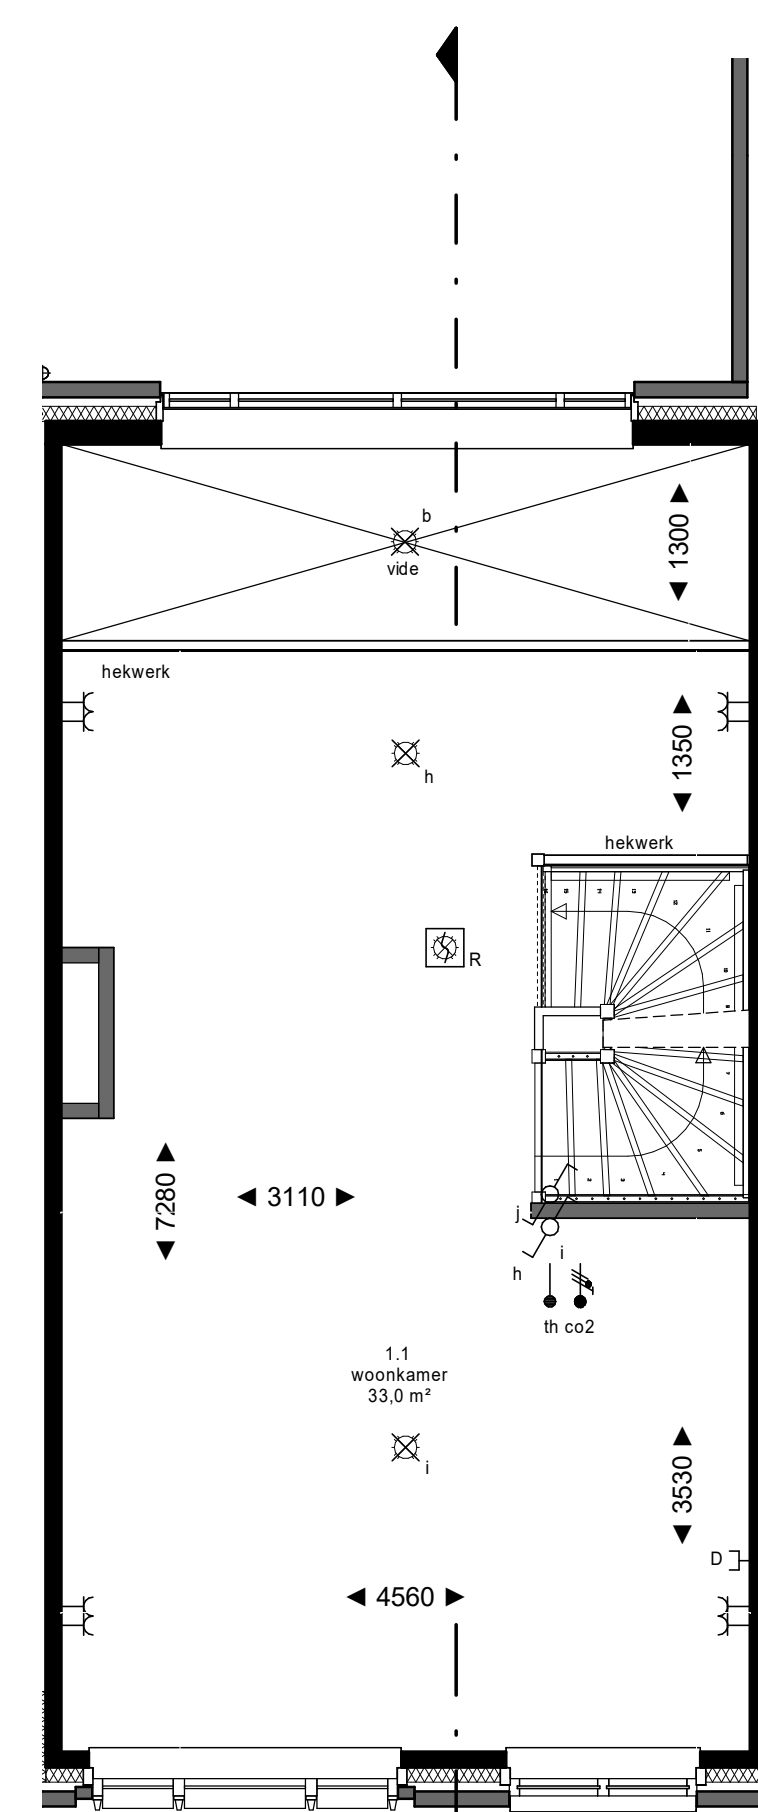 b
vide
1300
hekwerk
1350
h
hekwerk
R
7280
3110
j
h
i
th co2
1.1
woonkamer
33,0 m²
i
3530
D
4560